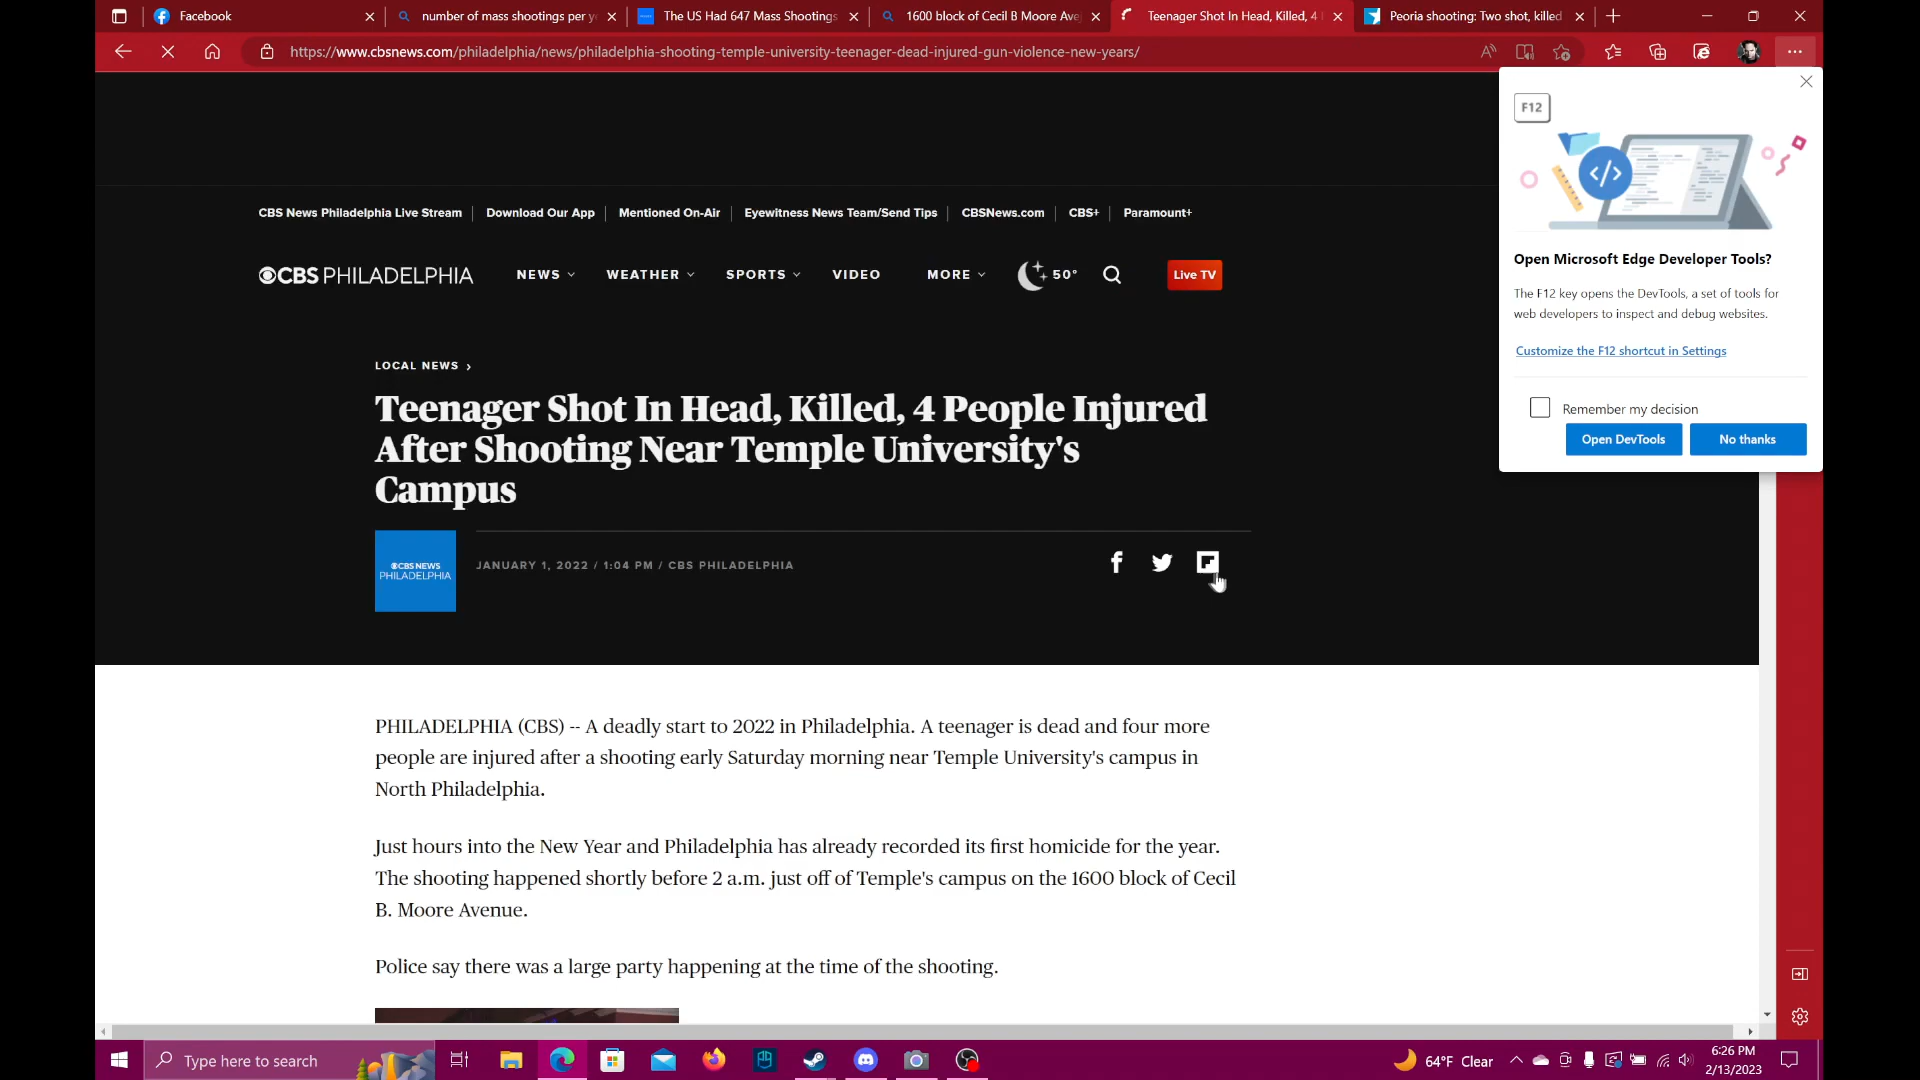 Facebook
number of mass shootings per y
The US Had 647 Mass Shootings
1600 block of Cecil B Moore Ave
Teenager Shot In Head, Killed, 4
Peoria shooting: Two shot, killed
https://www.cbsnews.com/philadelphia/news/philadelphia-shooting-temple-university-teenager-dead-injured-gun-violence-new-years/
F12
Open Microsoft Edge Developer Tools?
The F12 key opens the DevTools, a set of tools for
web developers to inspect and debug websites.
Customize the F12 shortcut in Settings
Remember my decision
Open DevTools
No thanks
CBS News Philadelphia Live Stream
Download Our App
Mentioned On-Air
Eyewitness News Team/Send Tips
CBSNews.com
CBS+
Paramount+
CBS PHILADELPHIA
NEWS
WEATHER
SPORTS
VIDEO
MORE
50°
Live TV
LOCAL NEWS
Teenager Shot In Head, Killed, 4 People Injured
After Shooting Near Temple University's
Campus
CBS NEWS
PHILADELPHIA
JANUARY 1, 2022 / 1:04 PM / CBS PHILADELPHIA
PHILADELPHIA (CBS) -- A deadly start to 2022 in Philadelphia. A teenager is dead and four more
people are injured after a shooting early Saturday morning near Temple University's campus in
North Philadelphia.
Just hours into the New Year and Philadelphia has already recorded its first homicide for the year.
The shooting happened shortly before 2 a.m. just off of Temple's campus on the 1600 block of Cecil
B. Moore Avenue.
Police say there was a large party happening at the time of the shooting.
Type here to search
64°F Clear
6:26 PM
2/13/2023